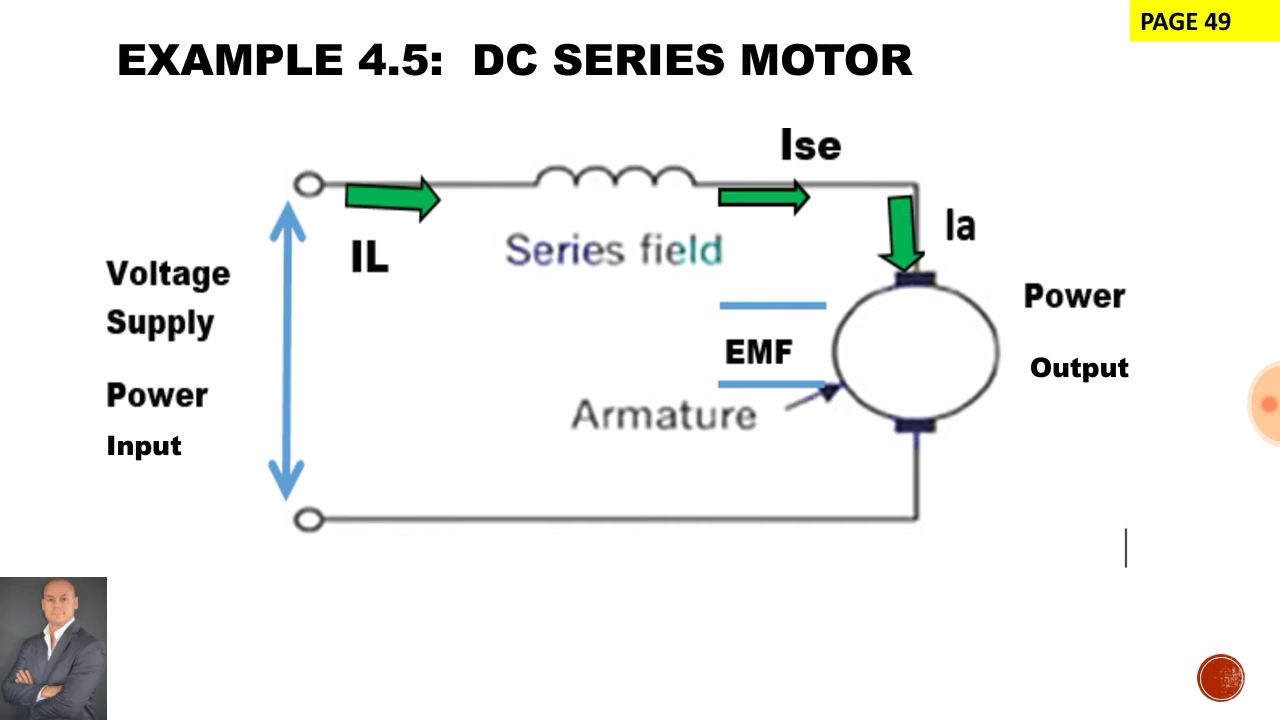 PAGE 49
EXAMPLE 4.5: DC SERIES MOTOR
Ise
IL
Series field
Ia
Voltage
Supply
Power
Input
EMF
Armature
Power
Output